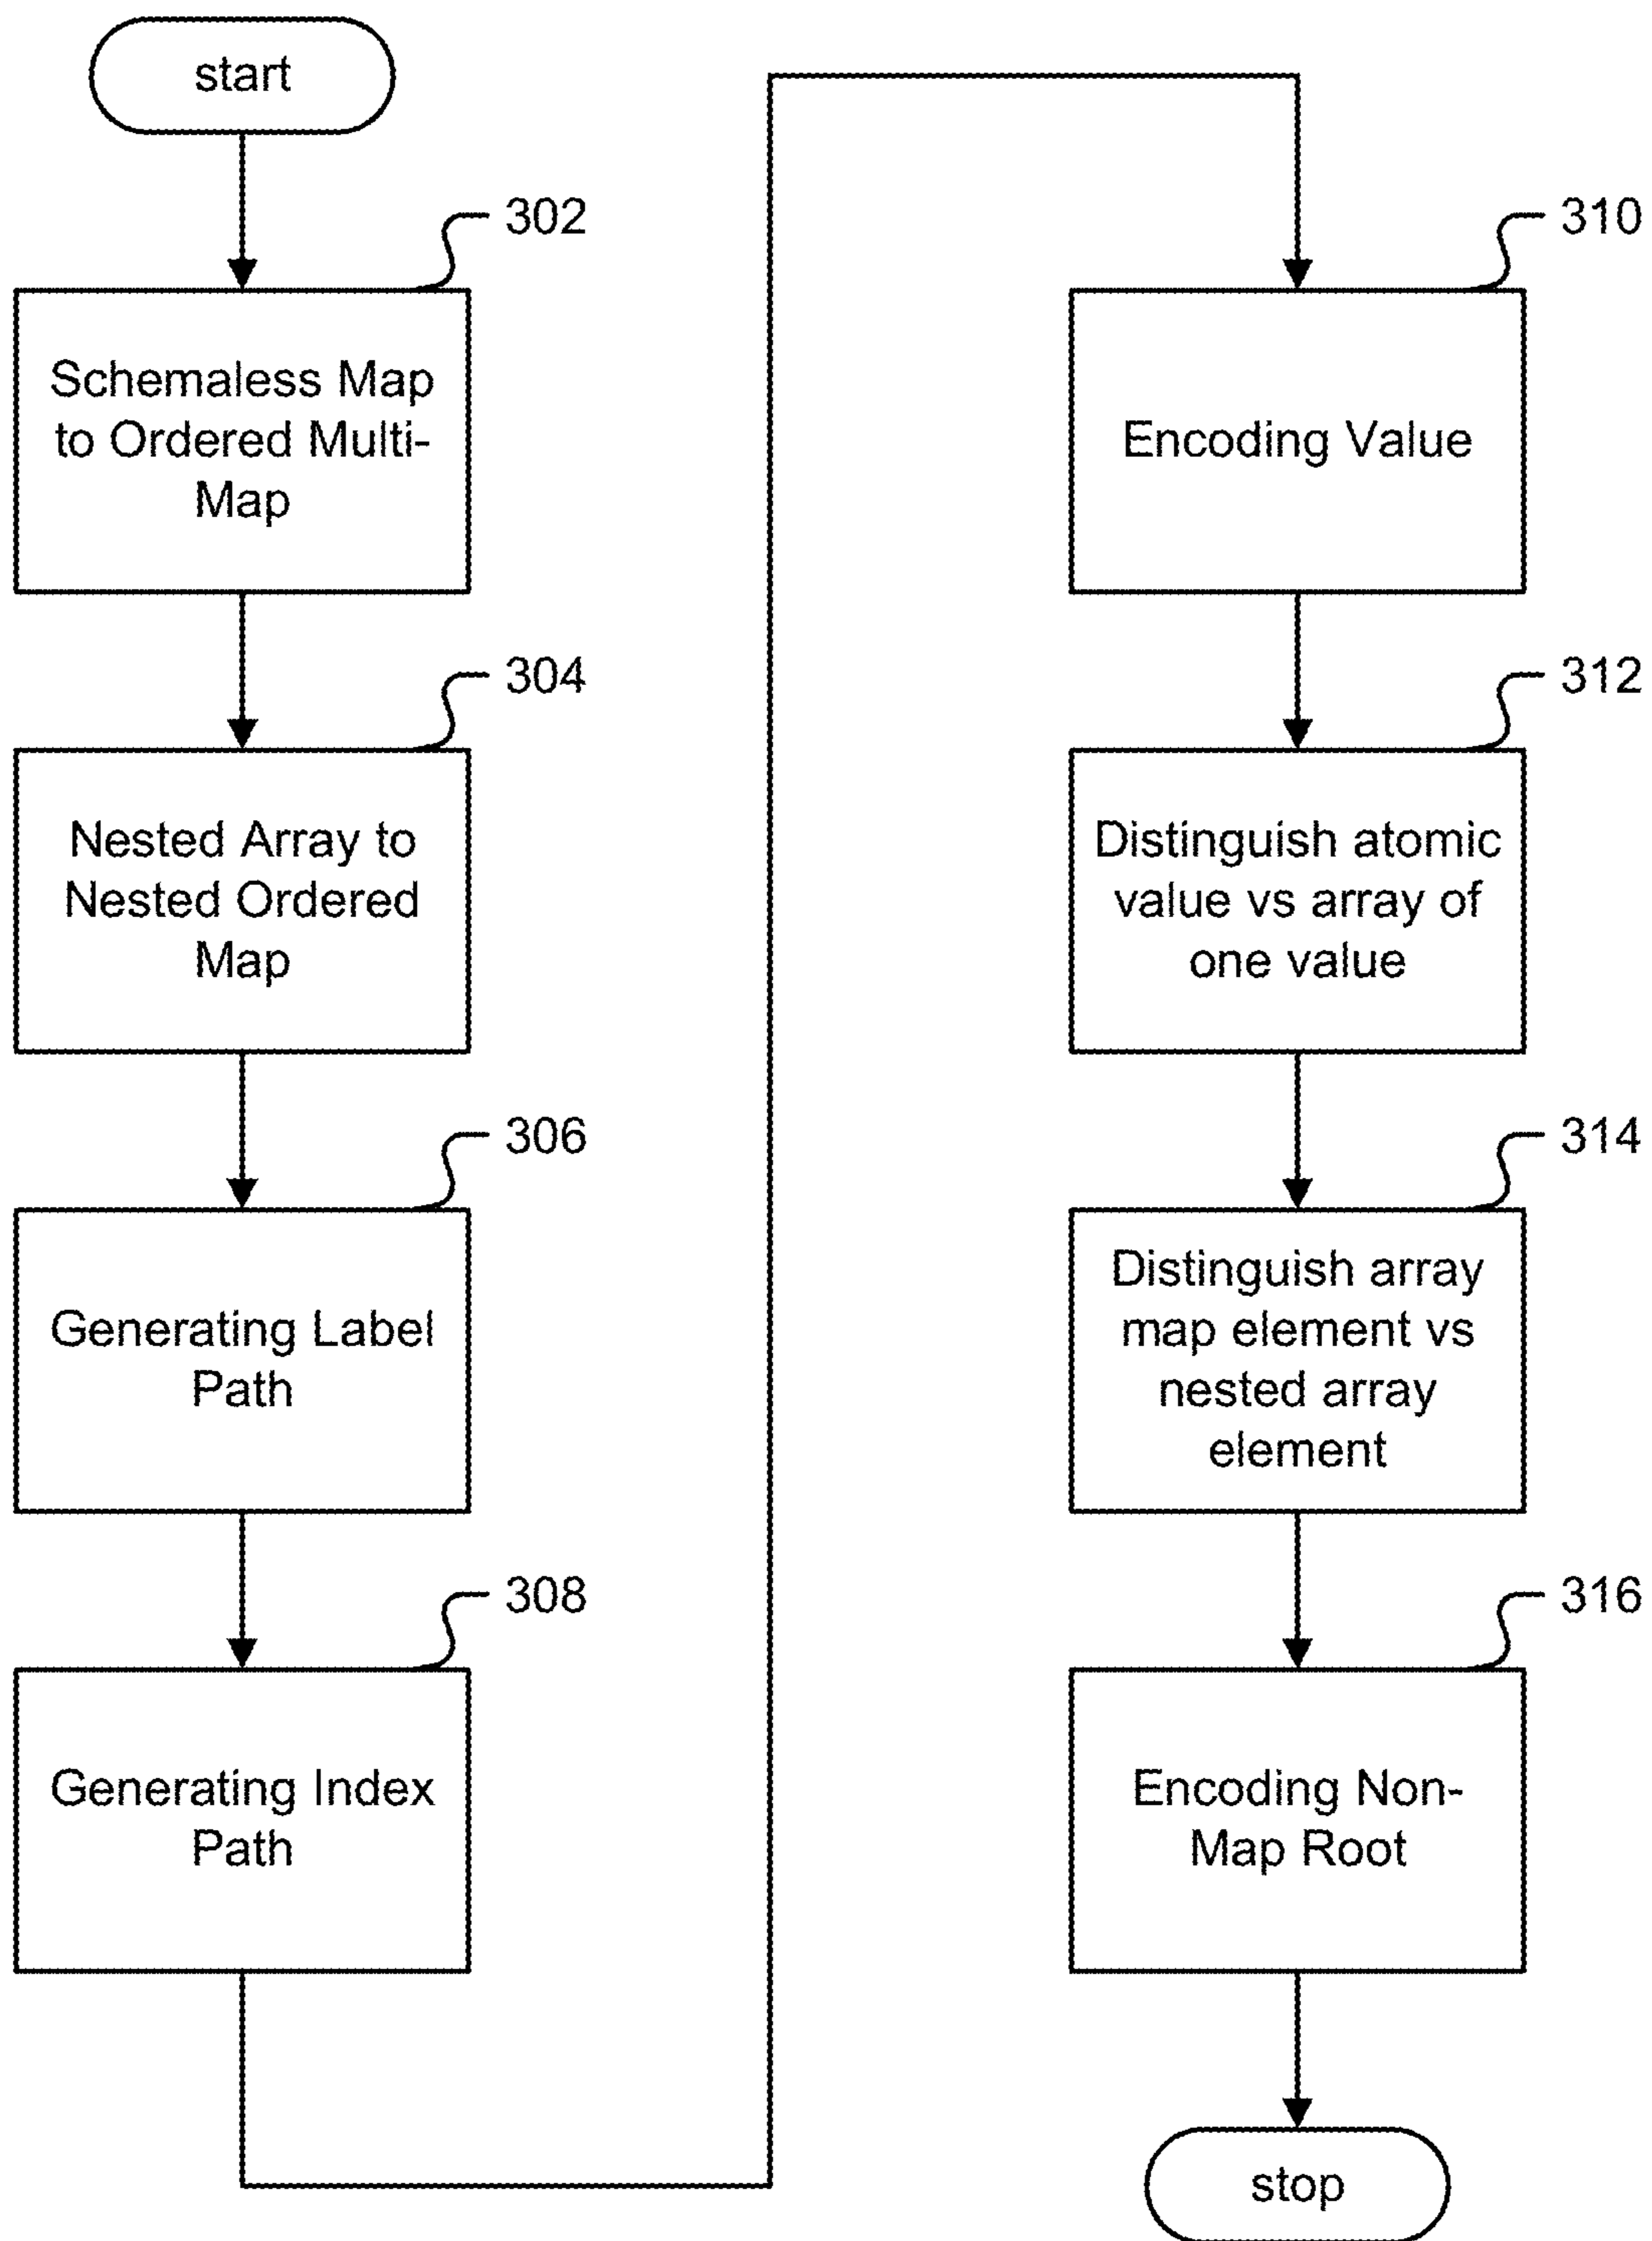 start
302
Schemaless Map
to Ordered Multi-
Map
304
Nested Array to
Nested Ordered
Map
306
Generating Label
Path
308
Generating Index
Path
310
Encoding Value
312
Distinguish atomic
value vs array of
one value
314
Distinguish array
map element vs
nested array
element
316
Encoding Non-
Map Root
stop